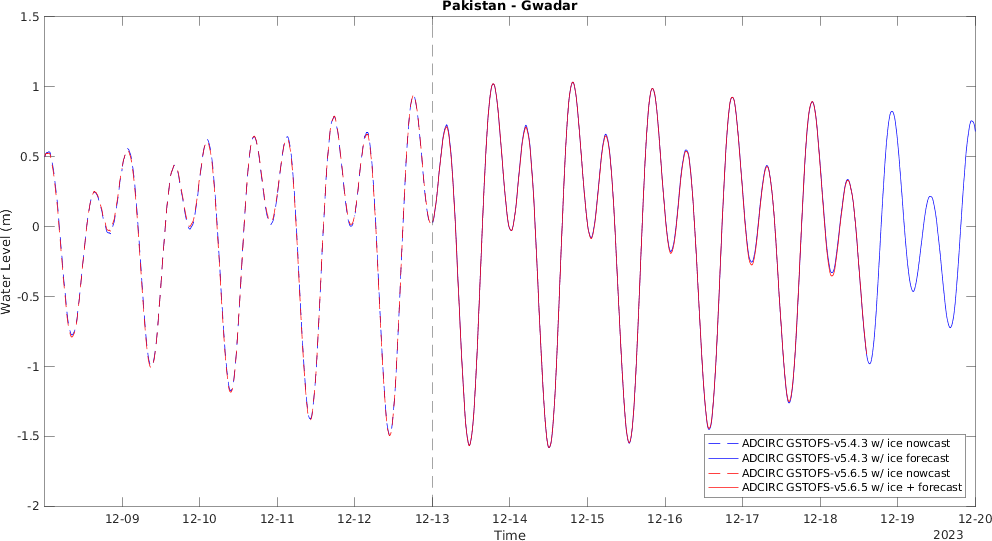 Pakistan - Gwadar
1.5
1
0.5
0
-0.5
-1
-1.5
-2
Water Level (m)
12-09 12-10 12-11 12-12 12-13 12-14 12-15 12-16 12-17 12-18 12-19 12-20
Time
2023
ADCIRC GSTOFS-v5.4.3 w/ ice nowcast
ADCIRC GSTOFS-v5.4.3 w/ ice forecast
ADCIRC GSTOFS-v5.6.5 w/ ice nowcast
ADCIRC GSTOFS-v5.6.5 w/ ice + forecast